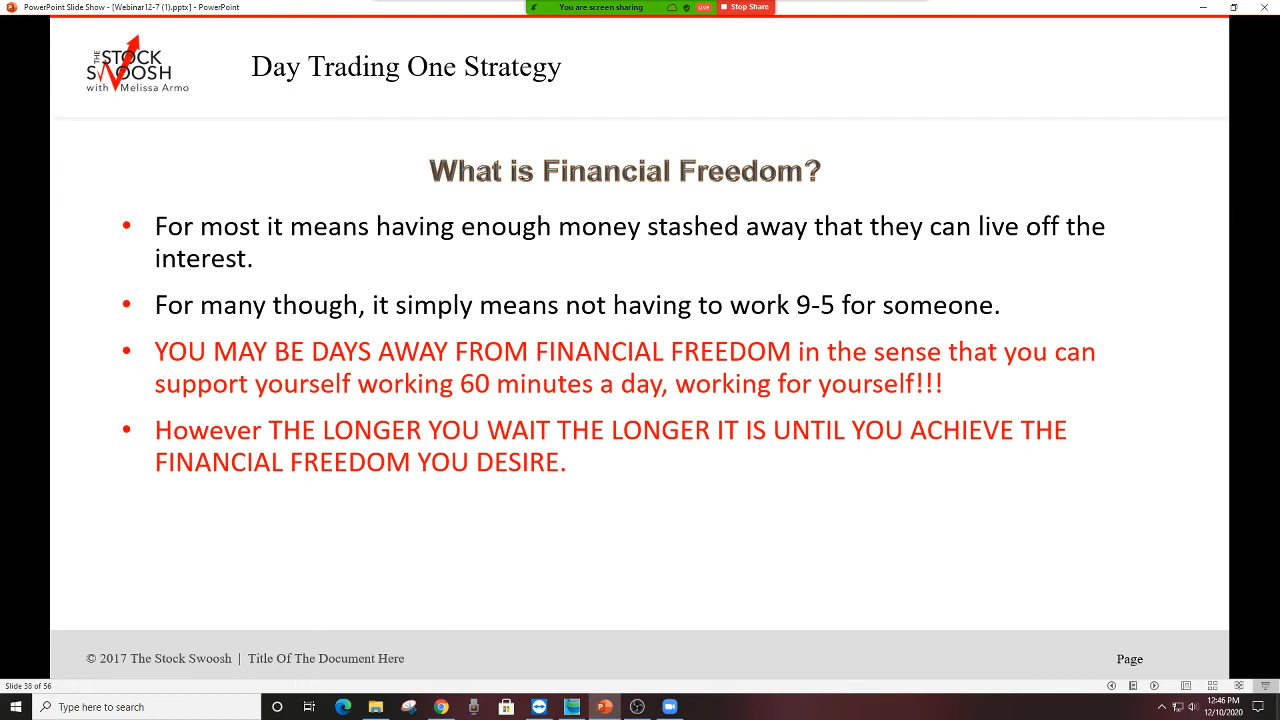 PowerPoint Slide Show - [Webinar12-7 (1).pptx] - PowerPoint
You are screen sharing
LIVE
Stop Share
THE
STOCK
SWOOSH
with Melissa Armo
Day Trading One Strategy
What is Financial Freedom?
• For most it means having enough money stashed away that they can live off the
interest.
• For many though, it simply means not having to work 9-5 for someone.
• YOU MAY BE DAYS AWAY FROM FINANCIAL FREEDOM in the sense that you can
support yourself working 60 minutes a day, working for yourself!!!
• However THE LONGER YOU WAIT THE LONGER IT IS UNTIL YOU ACHIEVE THE
FINANCIAL FREEDOM YOU DESIRE.
© 2017 The Stock Swoosh | Title Of The Document Here
Page
Slide 38 of 56
Type here to search
12:46 PM
12/10/2020